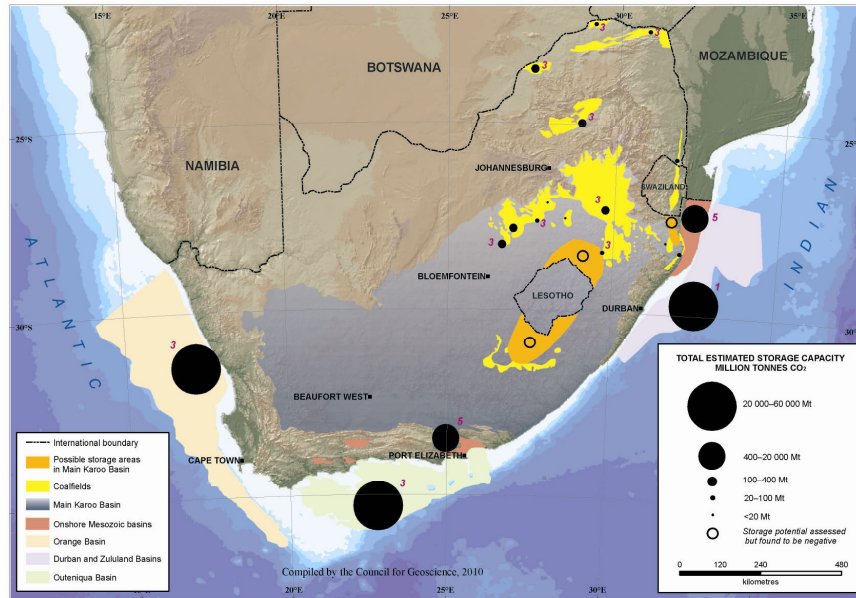 30°E
35°E
3
3
MOZAMBIQUE
BOTSWANA
3
25°S
3
25°S
NAMIBIA
JOHANNESBURG
SWAZILAND
INDIAN
3
3
5
3
3
ATLANTIC
BLOEMFONTEIN
LESOTHO
1
DURBAN
30°S
30°S
3
TOTAL ESTIMATED STORAGE CAPACITY
MILLION TONNES CO₂
20 000–60 000 Mt
BEAUFORT WEST
5
International boundary
PORT ELIZABETH
400–20 000 Mt
Possible storage areas
in Main Karoo Basin
CAPE TOWN
100–400 Mt
Coalfields
3
20–100 Mt
Main Karoo Basin
<20 Mt
Onshore Mesozoic basins
Storage potential assessed
but found to be negative
Orange Basin
Durban and Zululand Basins
0 120 240 480
kilometres
Outeniqua Basin
Compiled by the Council for Geoscience, 2010
20°E
25°E
30°E